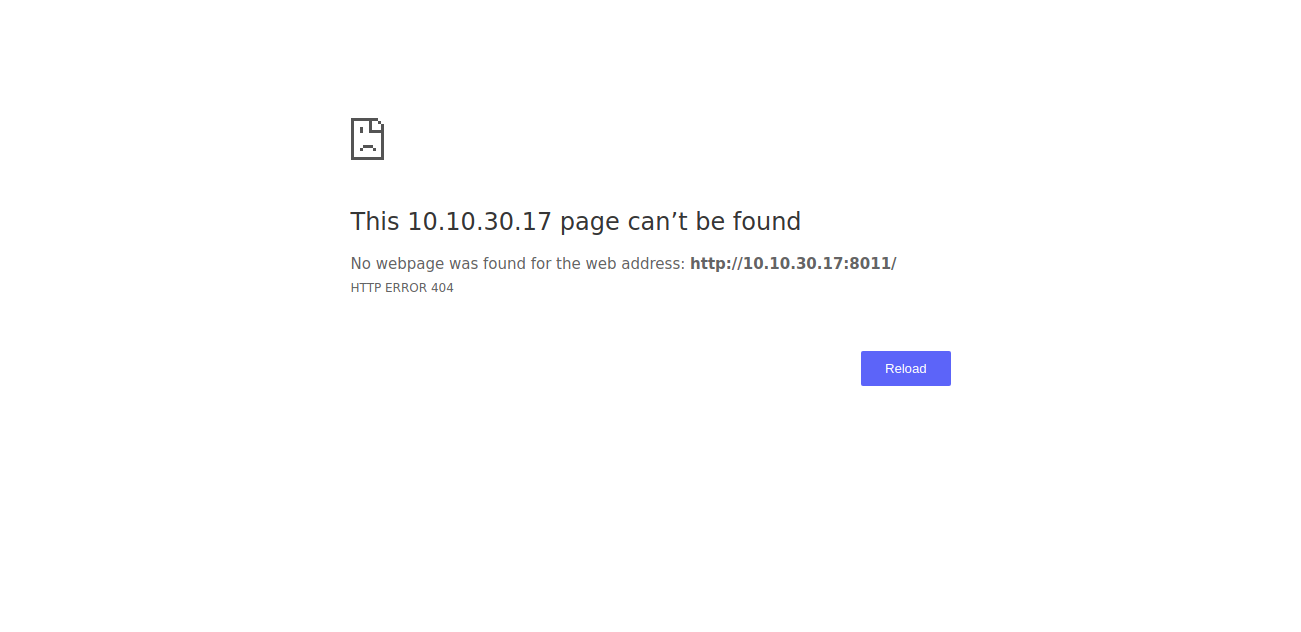 This 10.10.30.17 page can’t be found
No webpage was found for the web address: http://10.10.30.17:8011/
HTTP ERROR 404
Reload